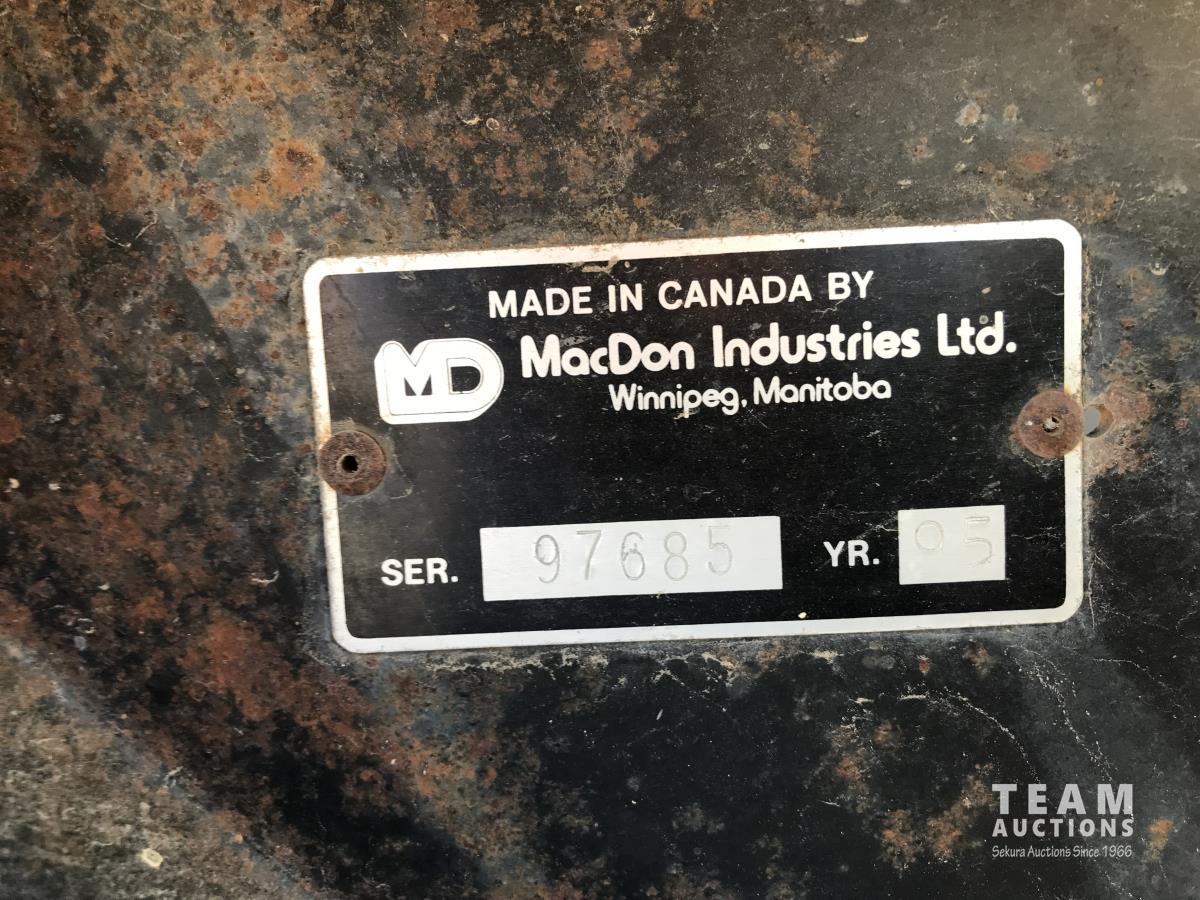 MADE IN CANADA BY
MD MacDon Industries Ltd.
Winnipeg, Manitoba
SER. 97685 YR. 95
TEAM
AUCTIONS
Sekura Auctions Since 1966